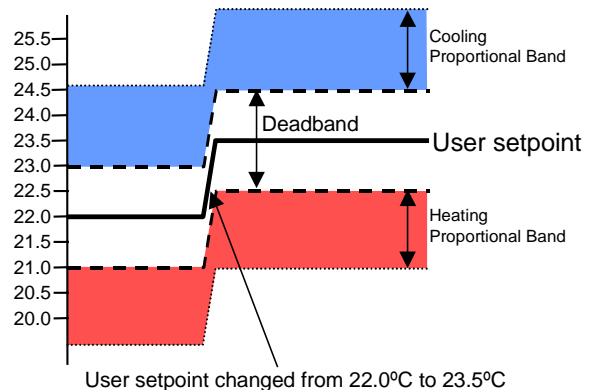 25.5
25.0
24.5
24.0
23.5
23.0
22.5
22.0
21.5
21.0
20.5
20.0
Cooling
Proportional Band
Deadband
User setpoint
Heating
Proportional Band
User setpoint changed from 22.0ºC to 23.5ºC